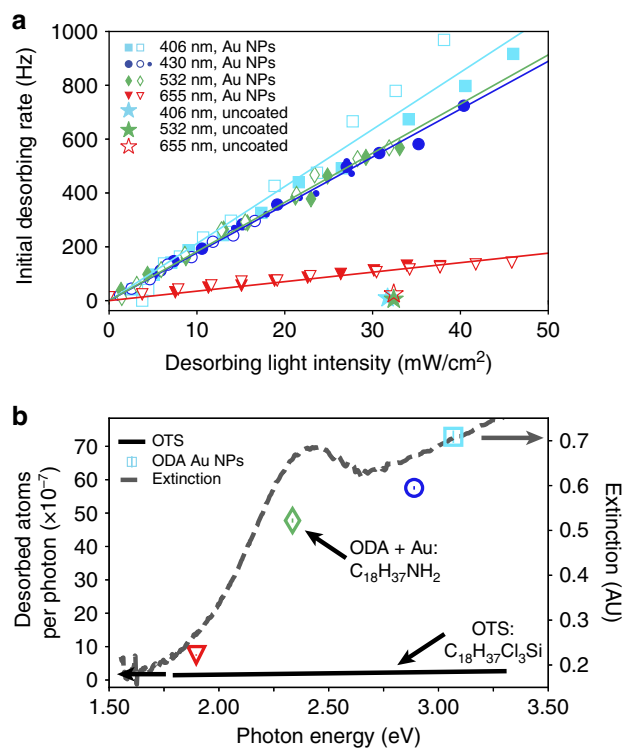 a
1000
800
600
400
200
0
Initial desorbing rate (Hz)
406 nm, Au NPs
430 nm, Au NPs
532 nm, Au NPs
655 nm, Au NPs
406 nm, uncoated
532 nm, uncoated
655 nm, uncoated
0 10 20 30 40 50
Desorbing light intensity (mW/cm²)
b
70
60
50
40
30
20
10
0
Desorbed atoms
per photon (×10⁻⁷)
OTS
ODA Au NPs
Extinction
ODA + Au:
C₁₈H₃₇NH₂
OTS:
C₁₈H₃₇Cl₃Si
0.7
0.6
0.5
0.4
0.3
0.2
Extinction
(AU)
1.50 2.00 2.50 3.00 3.50
Photon energy (eV)